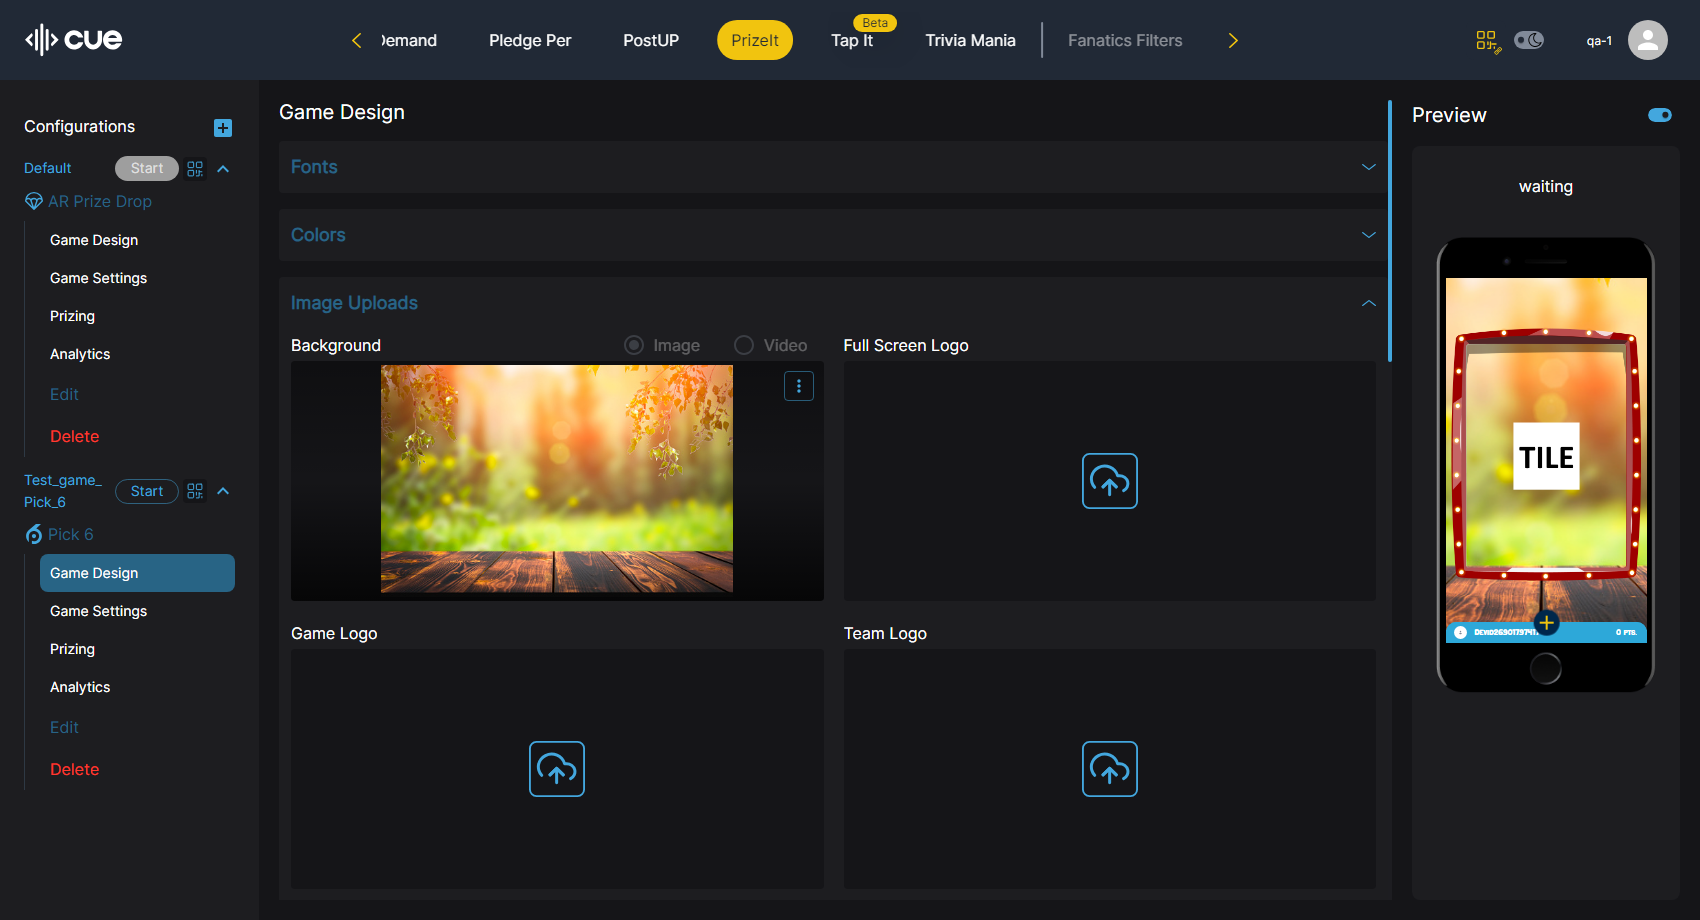 cue
Demand
Pledge Per
PostUP
PrizeIt
Beta
Tap It
Trivia Mania
Fanatics Filters
qa-1
Configurations
Default
Start
AR Prize Drop
Game Design
Game Settings
Prizing
Analytics
Edit
Delete
Test_game_
Pick_6
Start
Pick 6
Game Design
Game Settings
Prizing
Analytics
Edit
Delete
Game Design
Fonts
Colors
Image Uploads
Background
Image
Video
Full Screen Logo
Game Logo
Team Logo
Preview
waiting
TILE
0 PTS.